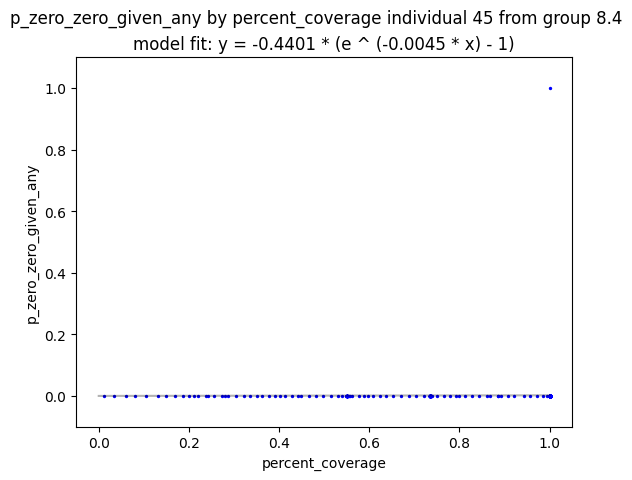 p_zero_zero_given_any by percent_coverage individual 45 from group 8.4
model fit: y = -0.4401 * (e ^ (-0.0045 * x) - 1)
1.0
0.8
0.6
0.4
0.2
0.0
p_zero_zero_given_any
0.0 0.2 0.4 0.6 0.8 1.0
percent_coverage